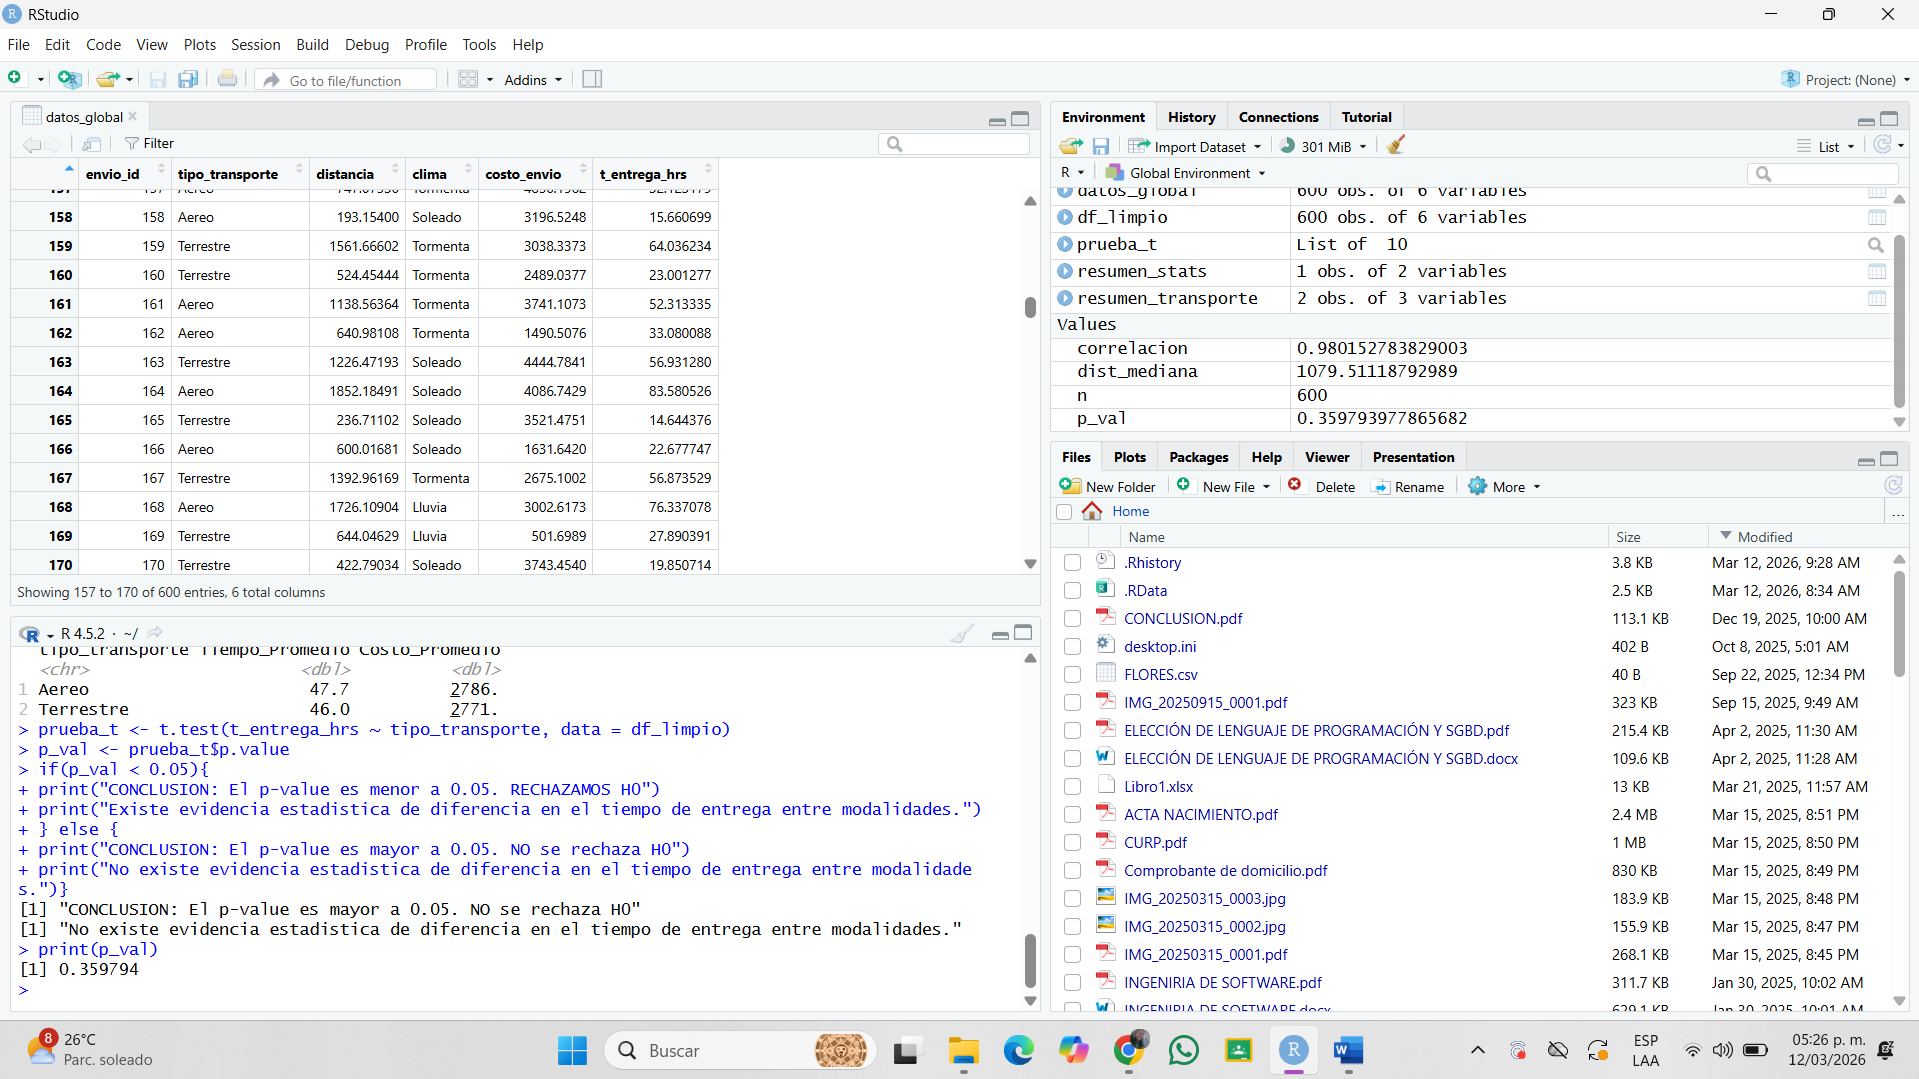 RStudio
File Edit Code View Plots Session Build Debug Profile Tools Help
Go to file/function Addins Project: (None)
datos_global
Filter
envio_id tipo_transporte distancia clima costo_envio t_entrega_hrs
158 158 Aereo 193.15400 Soleado 3196.5248 15.660699
159 159 Terrestre 1561.66602 Tormenta 3038.3373 64.036234
160 160 Terrestre 524.45444 Tormenta 2489.0377 23.001277
161 161 Aereo 1138.56364 Tormenta 3741.1073 52.313335
162 162 Aereo 640.98108 Tormenta 1490.5076 33.080088
163 163 Terrestre 1226.47193 Soleado 4444.7841 56.931280
164 164 Aereo 1852.18491 Soleado 4086.7429 83.580526
165 165 Terrestre 236.71102 Soleado 3521.4751 14.644376
166 166 Aereo 600.01681 Soleado 1631.6420 22.677747
167 167 Terrestre 1392.96169 Tormenta 2675.1002 56.873529
168 168 Aereo 1726.10904 Lluvia 3002.6173 76.337078
169 169 Terrestre 644.04629 Lluvia 501.6989 27.890391
170 170 Terrestre 422.79034 Soleado 3743.4540 19.850714
Showing 157 to 170 of 600 entries, 6 total columns
R 4.5.2 · ~/
tipo_transporte Tiempo_Promedio Costo_Promedio
<chr> <dbl> <dbl>
1 Aereo 47.7 2786.
2 Terrestre 46.0 2771.
> prueba_t <- t.test(t_entrega_hrs ~ tipo_transporte, data = df_limpio)
> p_val <- prueba_t$p.value
> if(p_val < 0.05){
+ print("CONCLUSION: El p-value es menor a 0.05. RECHAZAMOS H0")
+ print("Existe evidencia estadistica de diferencia en el tiempo de entrega entre modalidades.")
+ } else {
+ print("CONCLUSION: El p-value es mayor a 0.05. NO se rechaza H0")
+ print("No existe evidencia estadistica de diferencia en el tiempo de entrega entre modalidade
s.")}
[1] "CONCLUSION: El p-value es mayor a 0.05. NO se rechaza H0"
[1] "No existe evidencia estadistica de diferencia en el tiempo de entrega entre modalidades."
> print(p_val)
[1] 0.359794
>
Environment History Connections Tutorial
Import Dataset 301 MiB List
R Global Environment
datos_global 600 obs. of 6 variables
df_limpio 600 obs. of 6 variables
prueba_t List of 10
resumen_stats 1 obs. of 2 variables
resumen_transporte 2 obs. of 3 variables
Values
correlacion 0.980152783829003
dist_mediana 1079.51118792989
n 600
p_val 0.359793977865682
Files Plots Packages Help Viewer Presentation
New Folder New File Delete Rename More
Home ...
Name Size Modified
.Rhistory 3.8 KB Mar 12, 2026, 9:28 AM
.RData 2.5 KB Mar 12, 2026, 8:34 AM
CONCLUSION.pdf 113.1 KB Dec 19, 2025, 10:00 AM
desktop.ini 402 B Oct 8, 2025, 5:01 AM
FLORES.csv 40 B Sep 22, 2025, 12:34 PM
IMG_20250915_0001.pdf 323 KB Sep 15, 2025, 9:49 AM
ELECCIÓN DE LENGUAJE DE PROGRAMACIÓN Y SGBD.pdf 215.4 KB Apr 2, 2025, 11:30 AM
ELECCIÓN DE LENGUAJE DE PROGRAMACIÓN Y SGBD.docx 109.6 KB Apr 2, 2025, 11:28 AM
Libro1.xlsx 13 KB Mar 21, 2025, 11:57 AM
ACTA NACIMIENTO.pdf 2.4 MB Mar 15, 2025, 8:51 PM
CURP.pdf 1 MB Mar 15, 2025, 8:50 PM
Comprobante de domicilio.pdf 830 KB Mar 15, 2025, 8:49 PM
IMG_20250315_0003.jpg 183.9 KB Mar 15, 2025, 8:48 PM
IMG_20250315_0002.jpg 155.9 KB Mar 15, 2025, 8:47 PM
IMG_20250315_0001.pdf 268.1 KB Mar 15, 2025, 8:45 PM
INGENIRIA DE SOFTWARE.pdf 311.7 KB Jan 30, 2025, 10:02 AM
INGENIRIA DE SOFTWARE.docx 629.1 KB Jan 30, 2025, 10:01 AM
8 26°C
Parc. soleado
Buscar
ESP
LAA
05:26 p. m.
12/03/2026